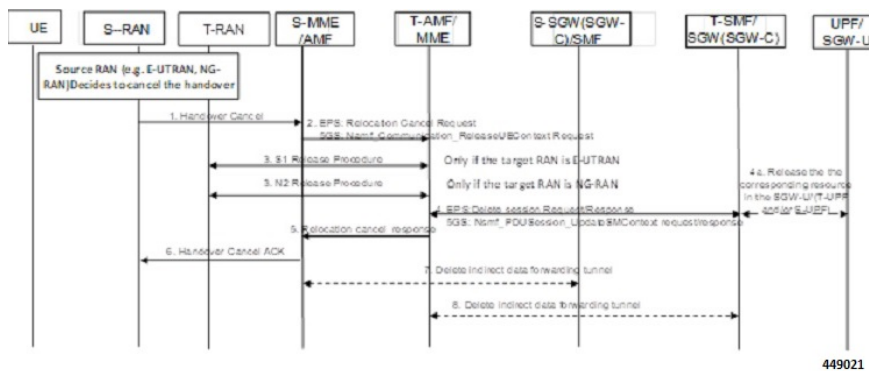 UE
S--RAN
T-RAN
S-MME
/AMF
T-AMF/
MME
S-SGW(SGW-
C)/SMF
T-SMF/
SGW(SGW-C)
UPF/
SGW-U
Source RAN (e.g. E-UTRAN, NG-
RAN)Decides to cancel the handover
1. Handover Cancel
2. EPS: Relocation Cancel Request
5GS: Namf_Communication_ReleaseUEContext Request
3. S1 Release Procedure
Only if the target RAN is E-UTRAN
3. N2 Release Procedure
Only if the target RAN is NG-RAN
4a. Release the the
corresponding resource
in the SGW-U/(T-UPF
and/or S-UPF)
4. EPS:Delete session Request/Response
5GS: Nsmf_PDUSession_UpdateSMContext request/response
5. Relocation cancel response
6. Handover Cancel ACK
7. Delete indirect data forwarding tunnel
8. Delete indirect data forwarding tunnel
449021